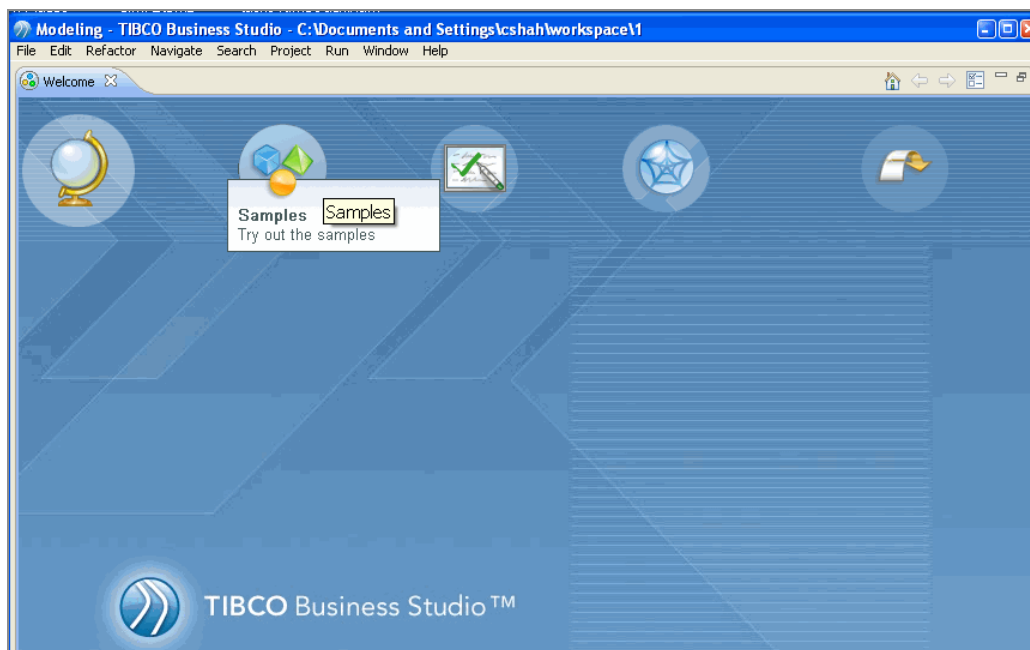 Modeling - TIBCO Business Studio - C:\Documents and Settings\cshah\workspace\1
File Edit Refactor Navigate Search Project Run Window Help
Welcome
Samples
Samples
Try out the samples
TIBCO Business Studio™